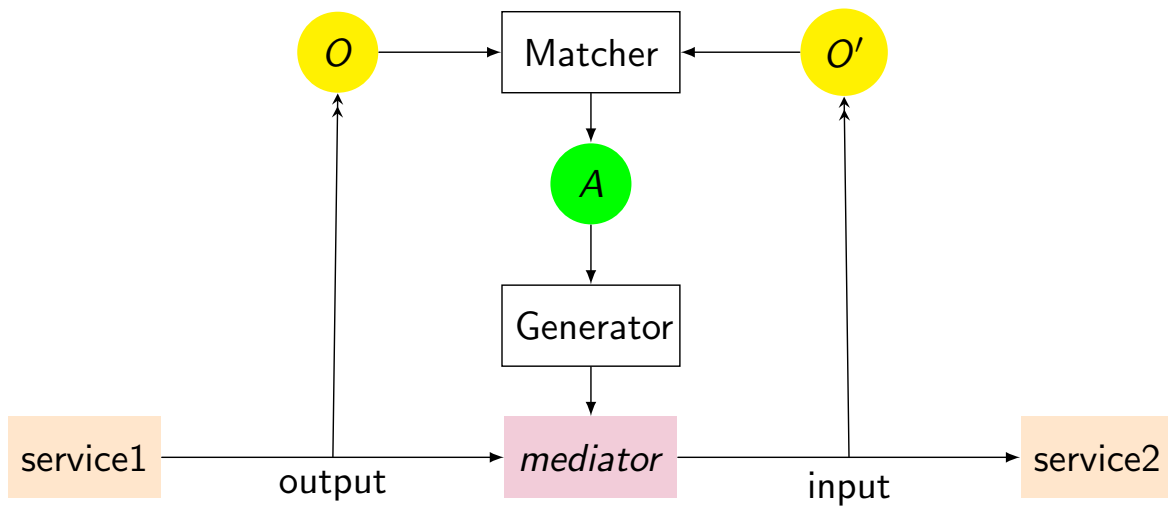 O
Matcher
O′
A
Generator
service1
mediator
service2
output
input